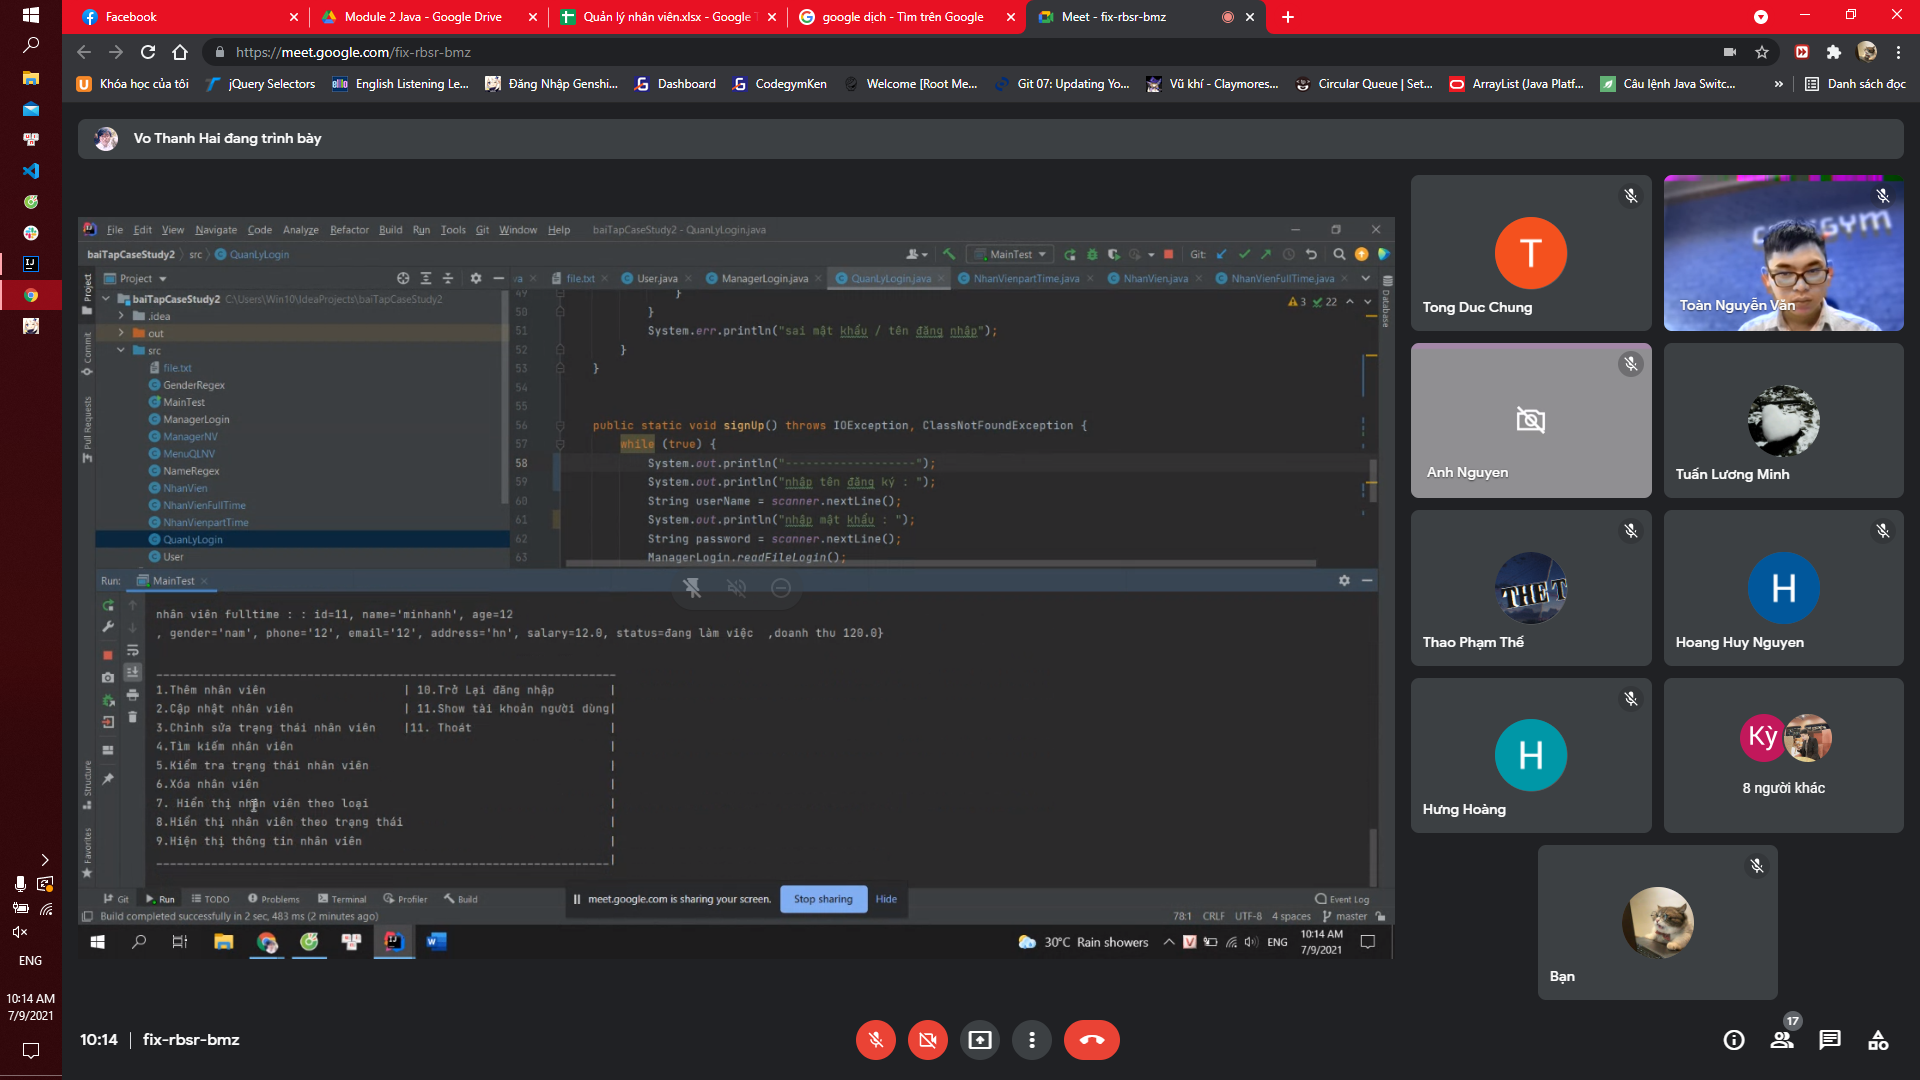 Facebook
Module 2 Java - Google Drive
Quản lý nhân viên.xlsx - Google T
google dịch - Tìm trên Google
Meet - fix-rbsr-bmz
https://meet.google.com/fix-rbsr-bmz
Khóa học của tôi
jQuery Selectors
English Listening Le...
Đăng Nhập Genshi...
Dashboard
CodegymKen
Welcome [Root Me...
Git 07: Updating Yo...
Vũ khí - Claymores...
Circular Queue | Set...
ArrayList (Java Platf...
Câu lệnh Java Switc...
»
Danh sách đọc
Vo Thanh Hai đang trình bày
File Edit View Navigate Code Analyze Refactor Build Run Tools Git Window Help baiTapCaseStudy2 - QuanLyLogin.java
baiTapCaseStudy2 > src > QuanLyLogin
MainTest
Git:
Project
va
file.txt
User.java
ManagerLogin.java
QuanLyLogin.java
NhanVienpartTime.java
NhanVien.java
NhanVienFullTime.java
Project
Commit
Pull Requests
Structure
Favorites
Database
baiTapCaseStudy2 C:\Users\Win10\IdeaProjects\baiTapCaseStudy2
.idea
out
src
file.txt
GenderRegex
MainTest
ManagerLogin
ManagerNV
MenuQLNV
NameRegex
NhanVien
NhanVienFullTime
NhanVienpartTime
QuanLyLogin
User
3 22
49 }
50 }
51 System.err.println("sai mật khẩu / tên đăng nhập");
52 }
53 }
54
55
56 public static void signUp() throws IOException, ClassNotFoundException {
57 while (true) {
58 System.out.println("-------------------");
59 System.out.println("nhập tên đăng ký : ");
60 String userName = scanner.nextLine();
61 System.out.println("nhập mật khẩu : ");
62 String password = scanner.nextLine();
63 ManagerLogin.readFileLogin();
Run: MainTest
nhân viên fulltime : : id=11, name='minhanh', age=12
, gender='nam', phone='12', email='12', address='hn', salary=12.0, status=đang làm việc ,doanh thu 120.0}
1.Thêm nhân viên | 10.Trở Lại đăng nhập |
2.Cập nhật nhân viên | 11.Show tài khoản người dùng|
3.Chỉnh sửa trạng thái nhân viên |11. Thoát |
4.Tìm kiếm nhân viên |
5.Kiểm tra trạng thái nhân viên |
6.Xóa nhân viên |
7. Hiển thị nhân viên theo loại |
8.Hiển thị nhân viên theo trạng thái |
9.Hiện thị thông tin nhân viên |
Git Run TODO Problems Terminal Profiler Build
meet.google.com is sharing your screen. Stop sharing Hide
Event Log
Build completed successfully in 2 sec, 483 ms (2 minutes ago)
78:1 CRLF UTF-8 4 spaces master
30°C Rain showers
ENG
10:14 AM
7/9/2021
T
Tong Duc Chung
Toàn Nguyễn Văn
Anh Nguyen
Tuấn Lương Minh
THE T
Thao Phạm Thế
H
Hoang Huy Nguyen
H
Hưng Hoàng
Kỳ
8 người khác
Bạn
ENG
10:14 AM
7/9/2021
10:14 | fix-rbsr-bmz
17